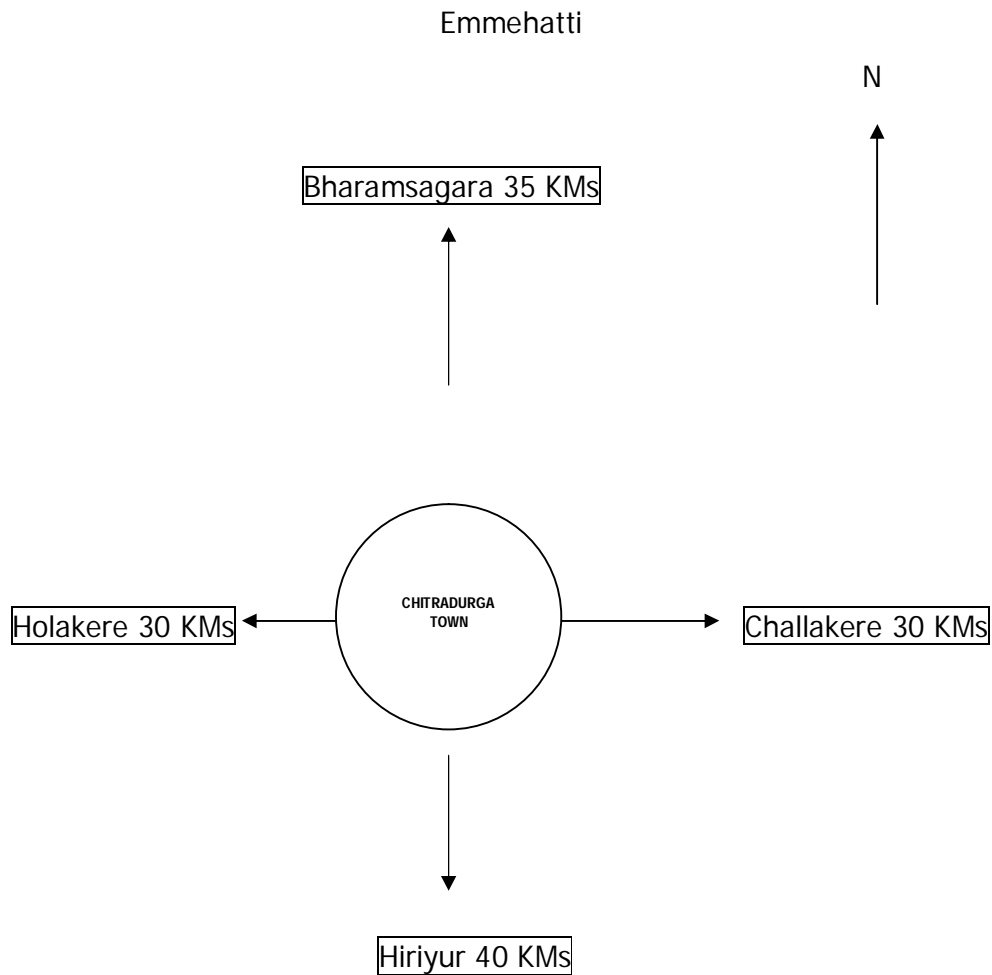 Emmehatti
N
Bharamsagara 35 KMs
CHITRADURGA
TOWN
Holakere 30 KMs
Challakere 30 KMs
Hiriyur 40 KMs